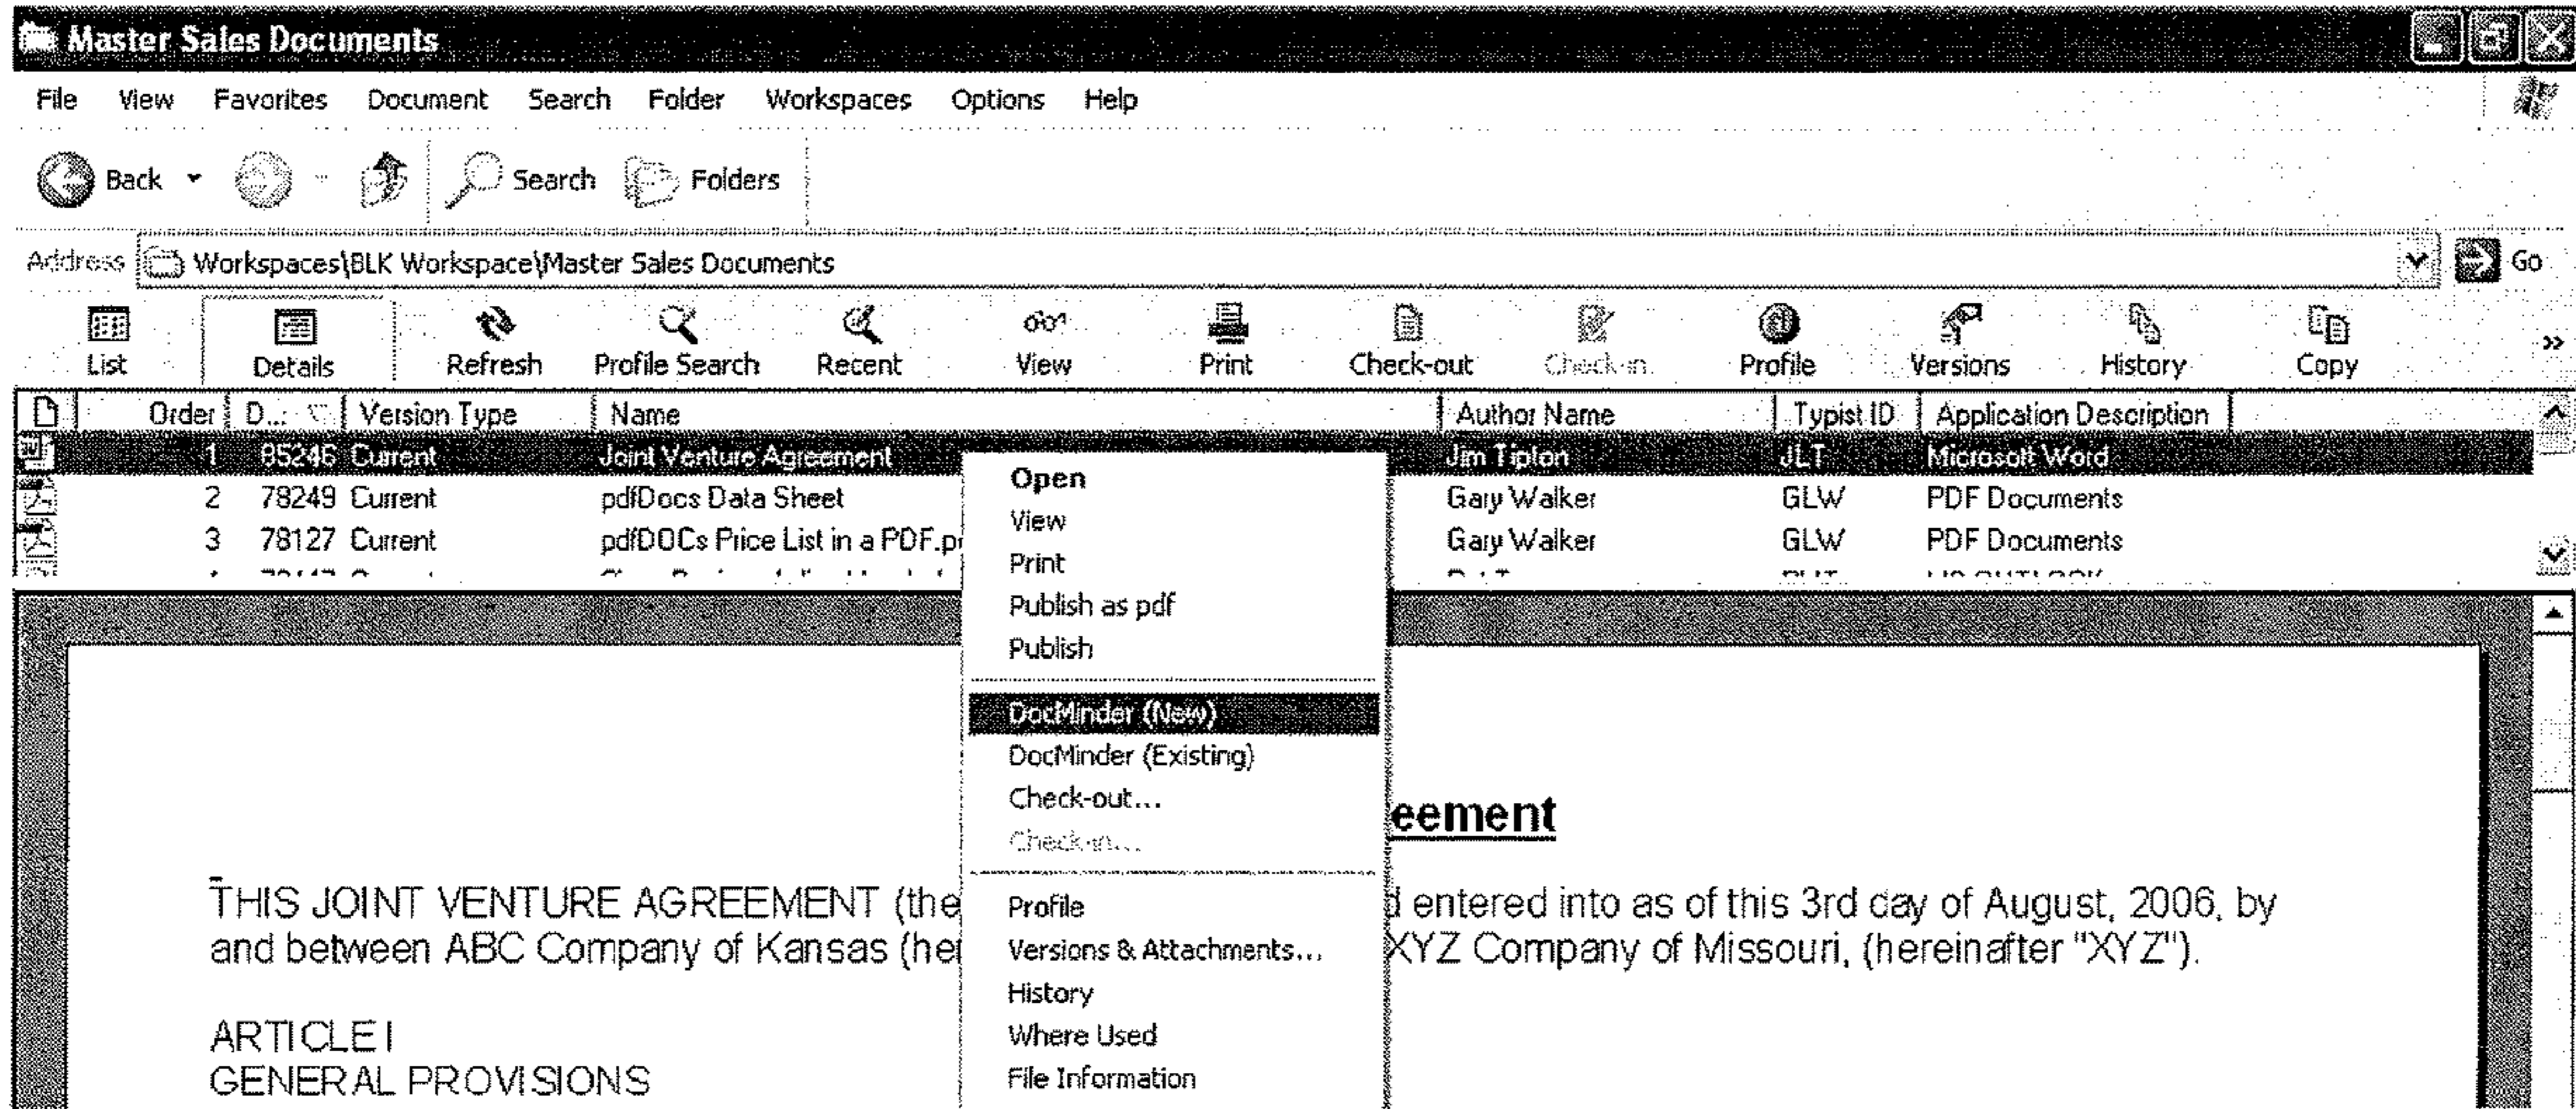 Master Sales Documents
File View Favorites Document Search Folder Workspaces Options Help
Back Search Folders
Address Workspaces\BLK Workspace\Master Sales Documents Go
List Details Refresh Profile Search Recent View Print Check-out Check-in Profile Versions History Copy »
Order D... Version Type Name Author Name Typist ID Application Description
1 85246 Current Joint Venture Agreement Jim Tipton JLT Microsoft Word
2 78249 Current pdfDocs Data Sheet Gary Walker GLW PDF Documents
3 78127 Current pdfDOCs Price List in a PDF.p Gary Walker GLW PDF Documents
Open
View
Print
Publish as pdf
Publish
DocMinder (New)
DocMinder (Existing)
Check-out...
Check-in...
Profile
Versions & Attachments...
History
Where Used
File Information
eement
THIS JOINT VENTURE AGREEMENT (the d entered into as of this 3rd day of August, 2006, by
and between ABC Company of Kansas (her XYZ Company of Missouri, (hereinafter "XYZ").
ARTICLE I
GENERAL PROVISIONS